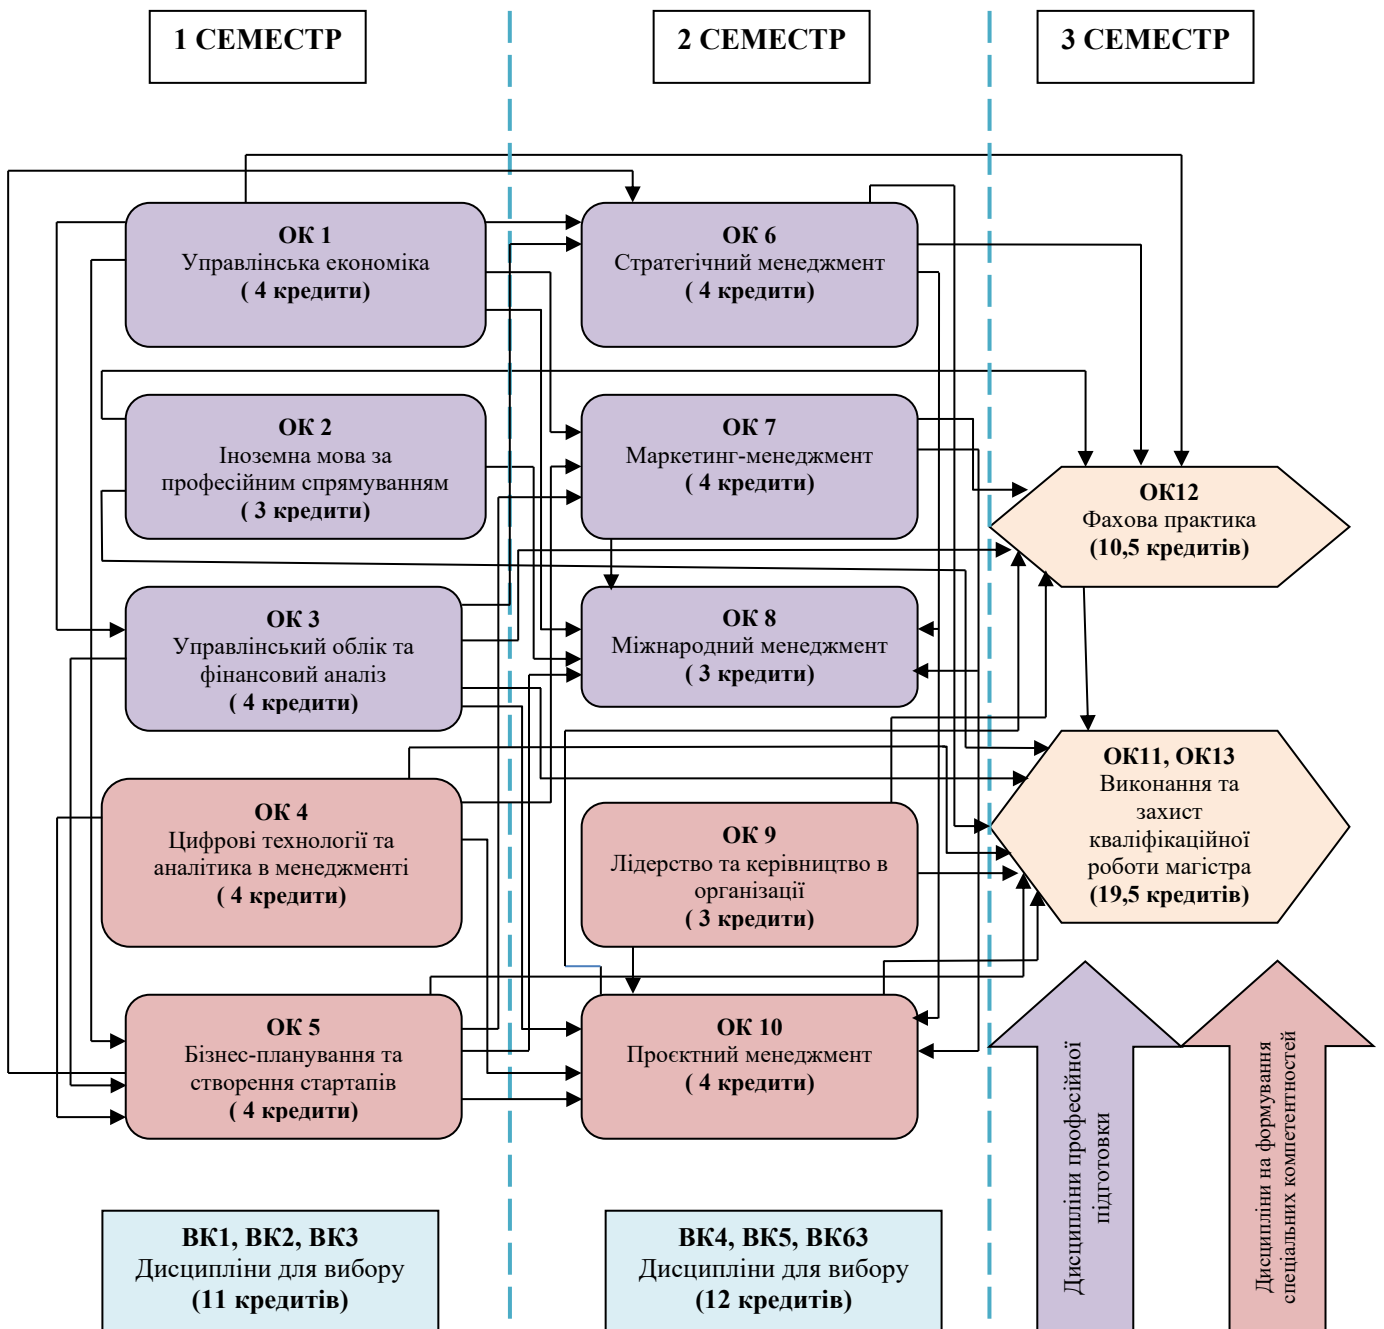 1 СЕМЕСТР
2 СЕМЕСТР
3 СЕМЕСТР
ОК 1
Управлінська економіка
( 4 кредити)
ОК 2
Іноземна мова за
професійним спрямуванням
( 3 кредити)
ОК 3
Управлінський облік та
фінансовий аналіз
( 4 кредити)
ОК 4
Цифрові технології та
аналітика в менеджменті
( 4 кредити)
ОК 5
Бізнес-планування та
створення стартапів
( 4 кредити)
ВК1, ВК2, ВК3
Дисципліни для вибору
(11 кредитів)
ОК 6
Стратегічний менеджмент
( 4 кредити)
ОК 7
Маркетинг-менеджмент
( 4 кредити)
ОК 8
Міжнародний менеджмент
( 3 кредити)
ОК 9
Лідерство та керівництво в
організації
( 3 кредити)
ОК 10
Проєктний менеджмент
( 4 кредити)
ВК4, ВК5, ВК63
Дисципліни для вибору
(12 кредитів)
ОК12
Фахова практика
(10,5 кредитів)
ОК11, ОК13
Виконання та
захист
кваліфікаційної
роботи магістра
(19,5 кредитів)
Дисципліни професійної
підготовки
Дисципліни на формування
спеціальних компетентностей